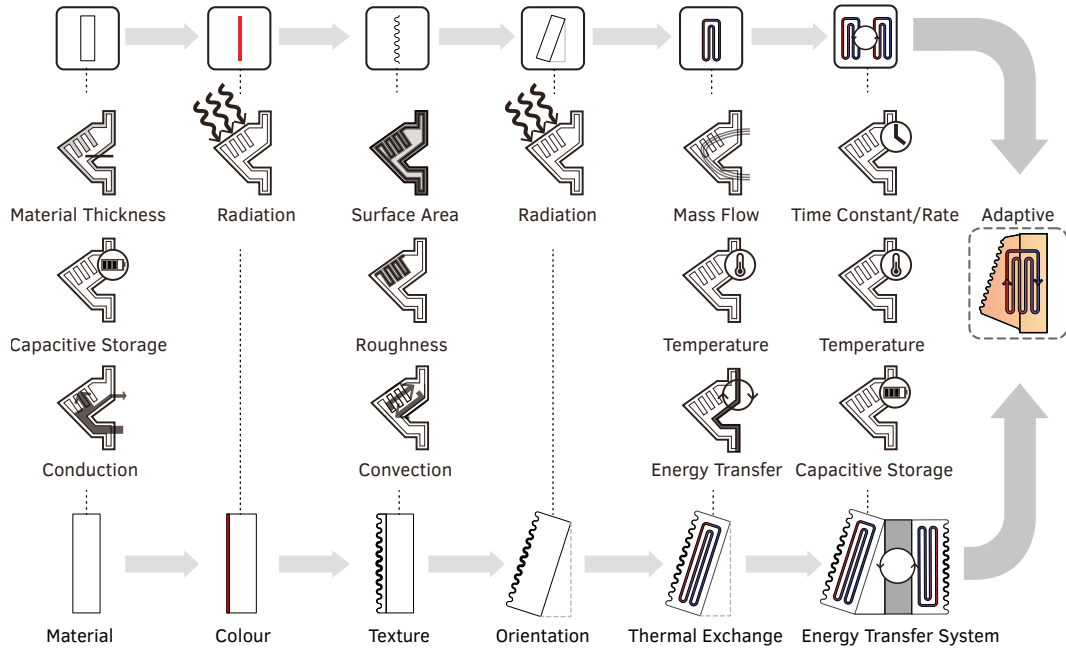 Material Thickness
Radiation
Surface Area
Radiation
Mass Flow
Time Constant/Rate
Adaptive
Capacitive Storage
Roughness
Temperature
Temperature
Conduction
Convection
Energy Transfer
Capacitive Storage
Material
Colour
Texture
Orientation
Thermal Exchange
Energy Transfer System